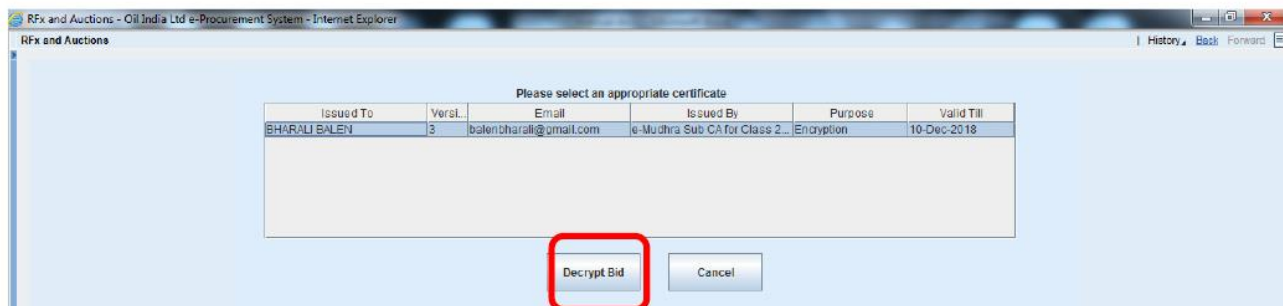 RFx and Auctions - Oil India Ltd e-Procurement System - Internet Explorer
RFx and Auctions | History Back Forward
Please select an appropriate certificate
Issued To Versi... Email Issued By Purpose Valid Till
BHARALI BALEN 3 balenbharali@gmail.com e-Mudhra Sub CA for Class 2... Encryption 10-Dec-2018
Decrypt Bid Cancel